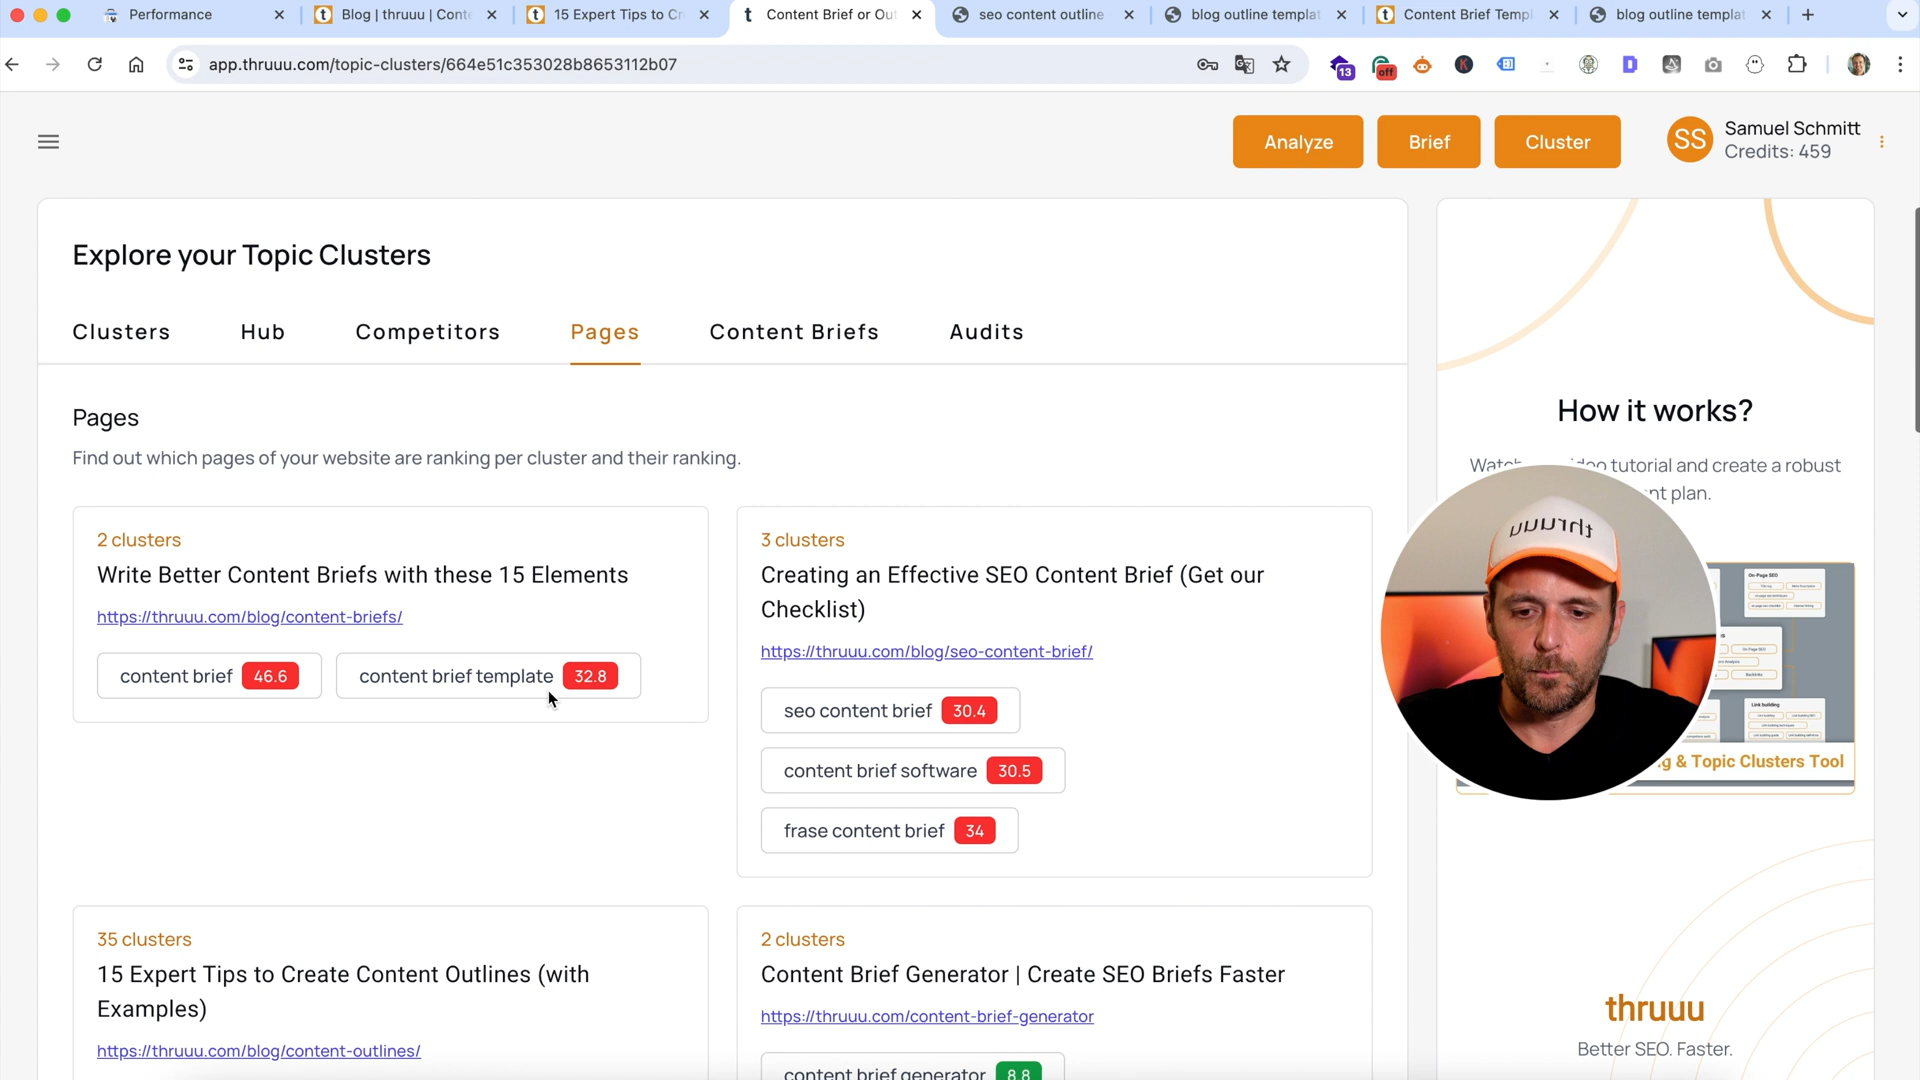 Performance
Blog | thruuu | Cont
15 Expert Tips to Cr
Content Brief or Out
seo content outline
blog outline templat
Content Brief Templ
blog outline templat
app.thruuu.com/topic-clusters/664e51c353028b8653112b07
13
off
Analyze
Brief
Cluster
SS
Samuel Schmitt
Credits: 459
Explore your Topic Clusters
Clusters
Hub
Competitors
Pages
Content Briefs
Audits
Pages
Find out which pages of your website are ranking per cluster and their ranking.
2 clusters
Write Better Content Briefs with these 15 Elements
https://thruuu.com/blog/content-briefs/
content brief 46.6
content brief template 32.8
3 clusters
Creating an Effective SEO Content Brief (Get our
Checklist)
https://thruuu.com/blog/seo-content-brief/
seo content brief 30.4
content brief software 30.5
frase content brief 34
35 clusters
15 Expert Tips to Create Content Outlines (with
Examples)
https://thruuu.com/blog/content-outlines/
2 clusters
Content Brief Generator | Create SEO Briefs Faster
https://thruuu.com/content-brief-generator
content brief generator 8.8
How it works?
tutorial and create a robust
plan.
thruuu
On-Page SEO
Link building
& Topic Clusters Tool
thruuu
Better SEO. Faster.